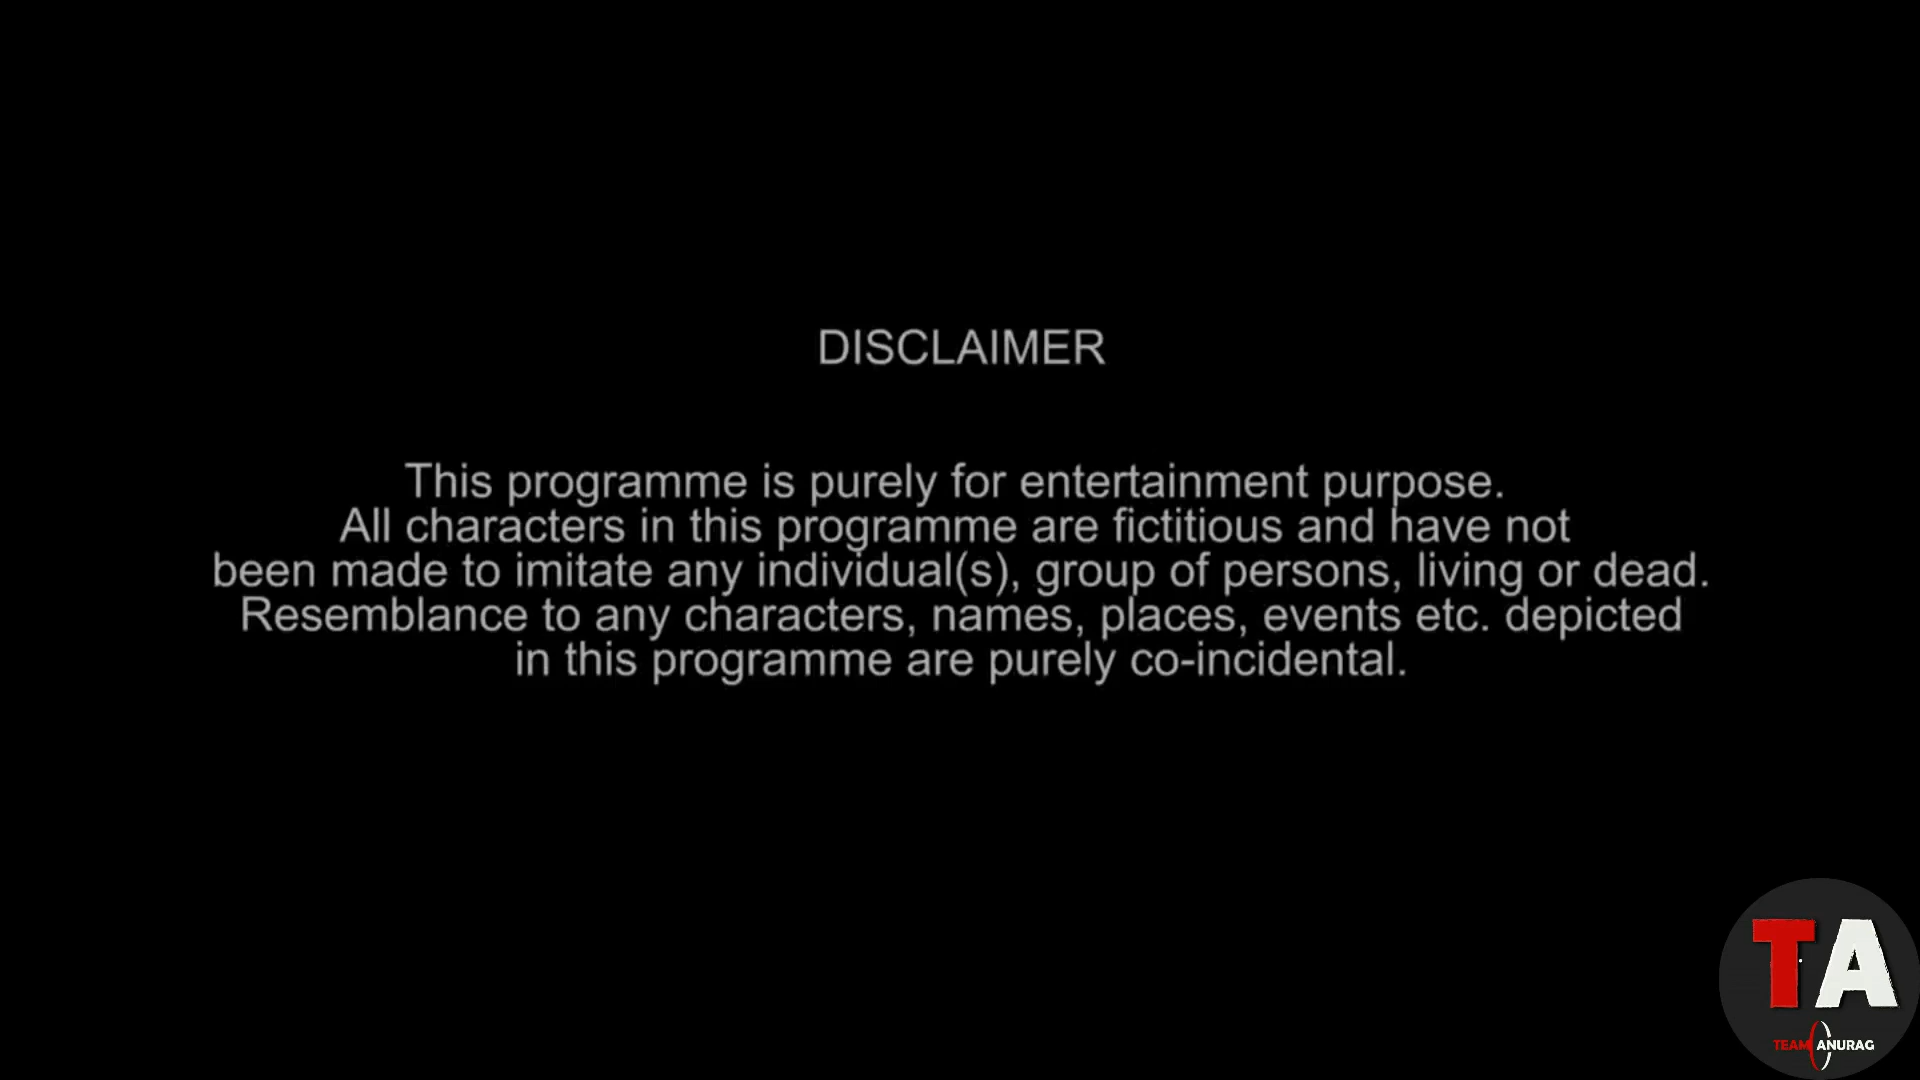 DISCLAIMER
This programme is purely for entertainment purpose.
All characters in this programme are fictitious and have not
been made to imitate any individual(s), group of persons, living or dead.
Resemblance to any characters, names, places, events etc. depicted
in this programme are purely co-incidental.
TA
TEAM ANURAG